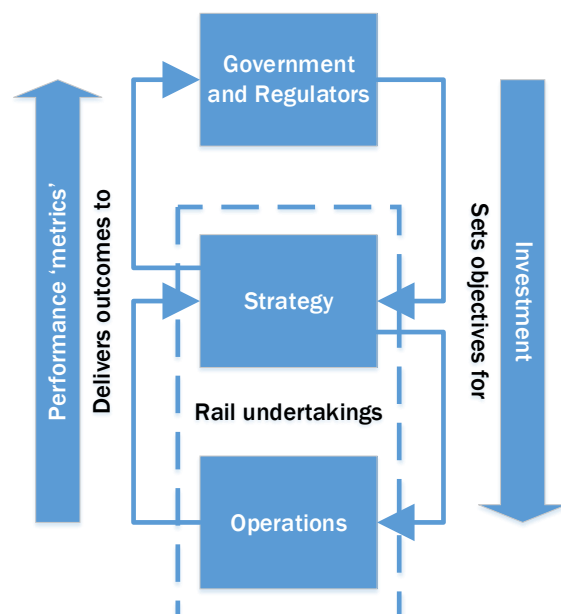 Government
and Regulators
Performance ‘metrics’
Delivers outcomes to
Strategy
Sets objectives for
Investment
Rail undertakings
Operations